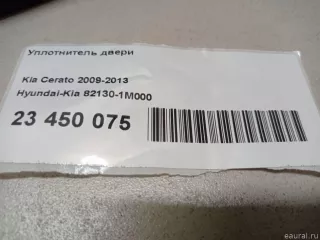 Уплотнитель двери
Kia Cerato 2009-2013
Hyundai-Kia 82130-1M000
23 450 075
eaural.ru